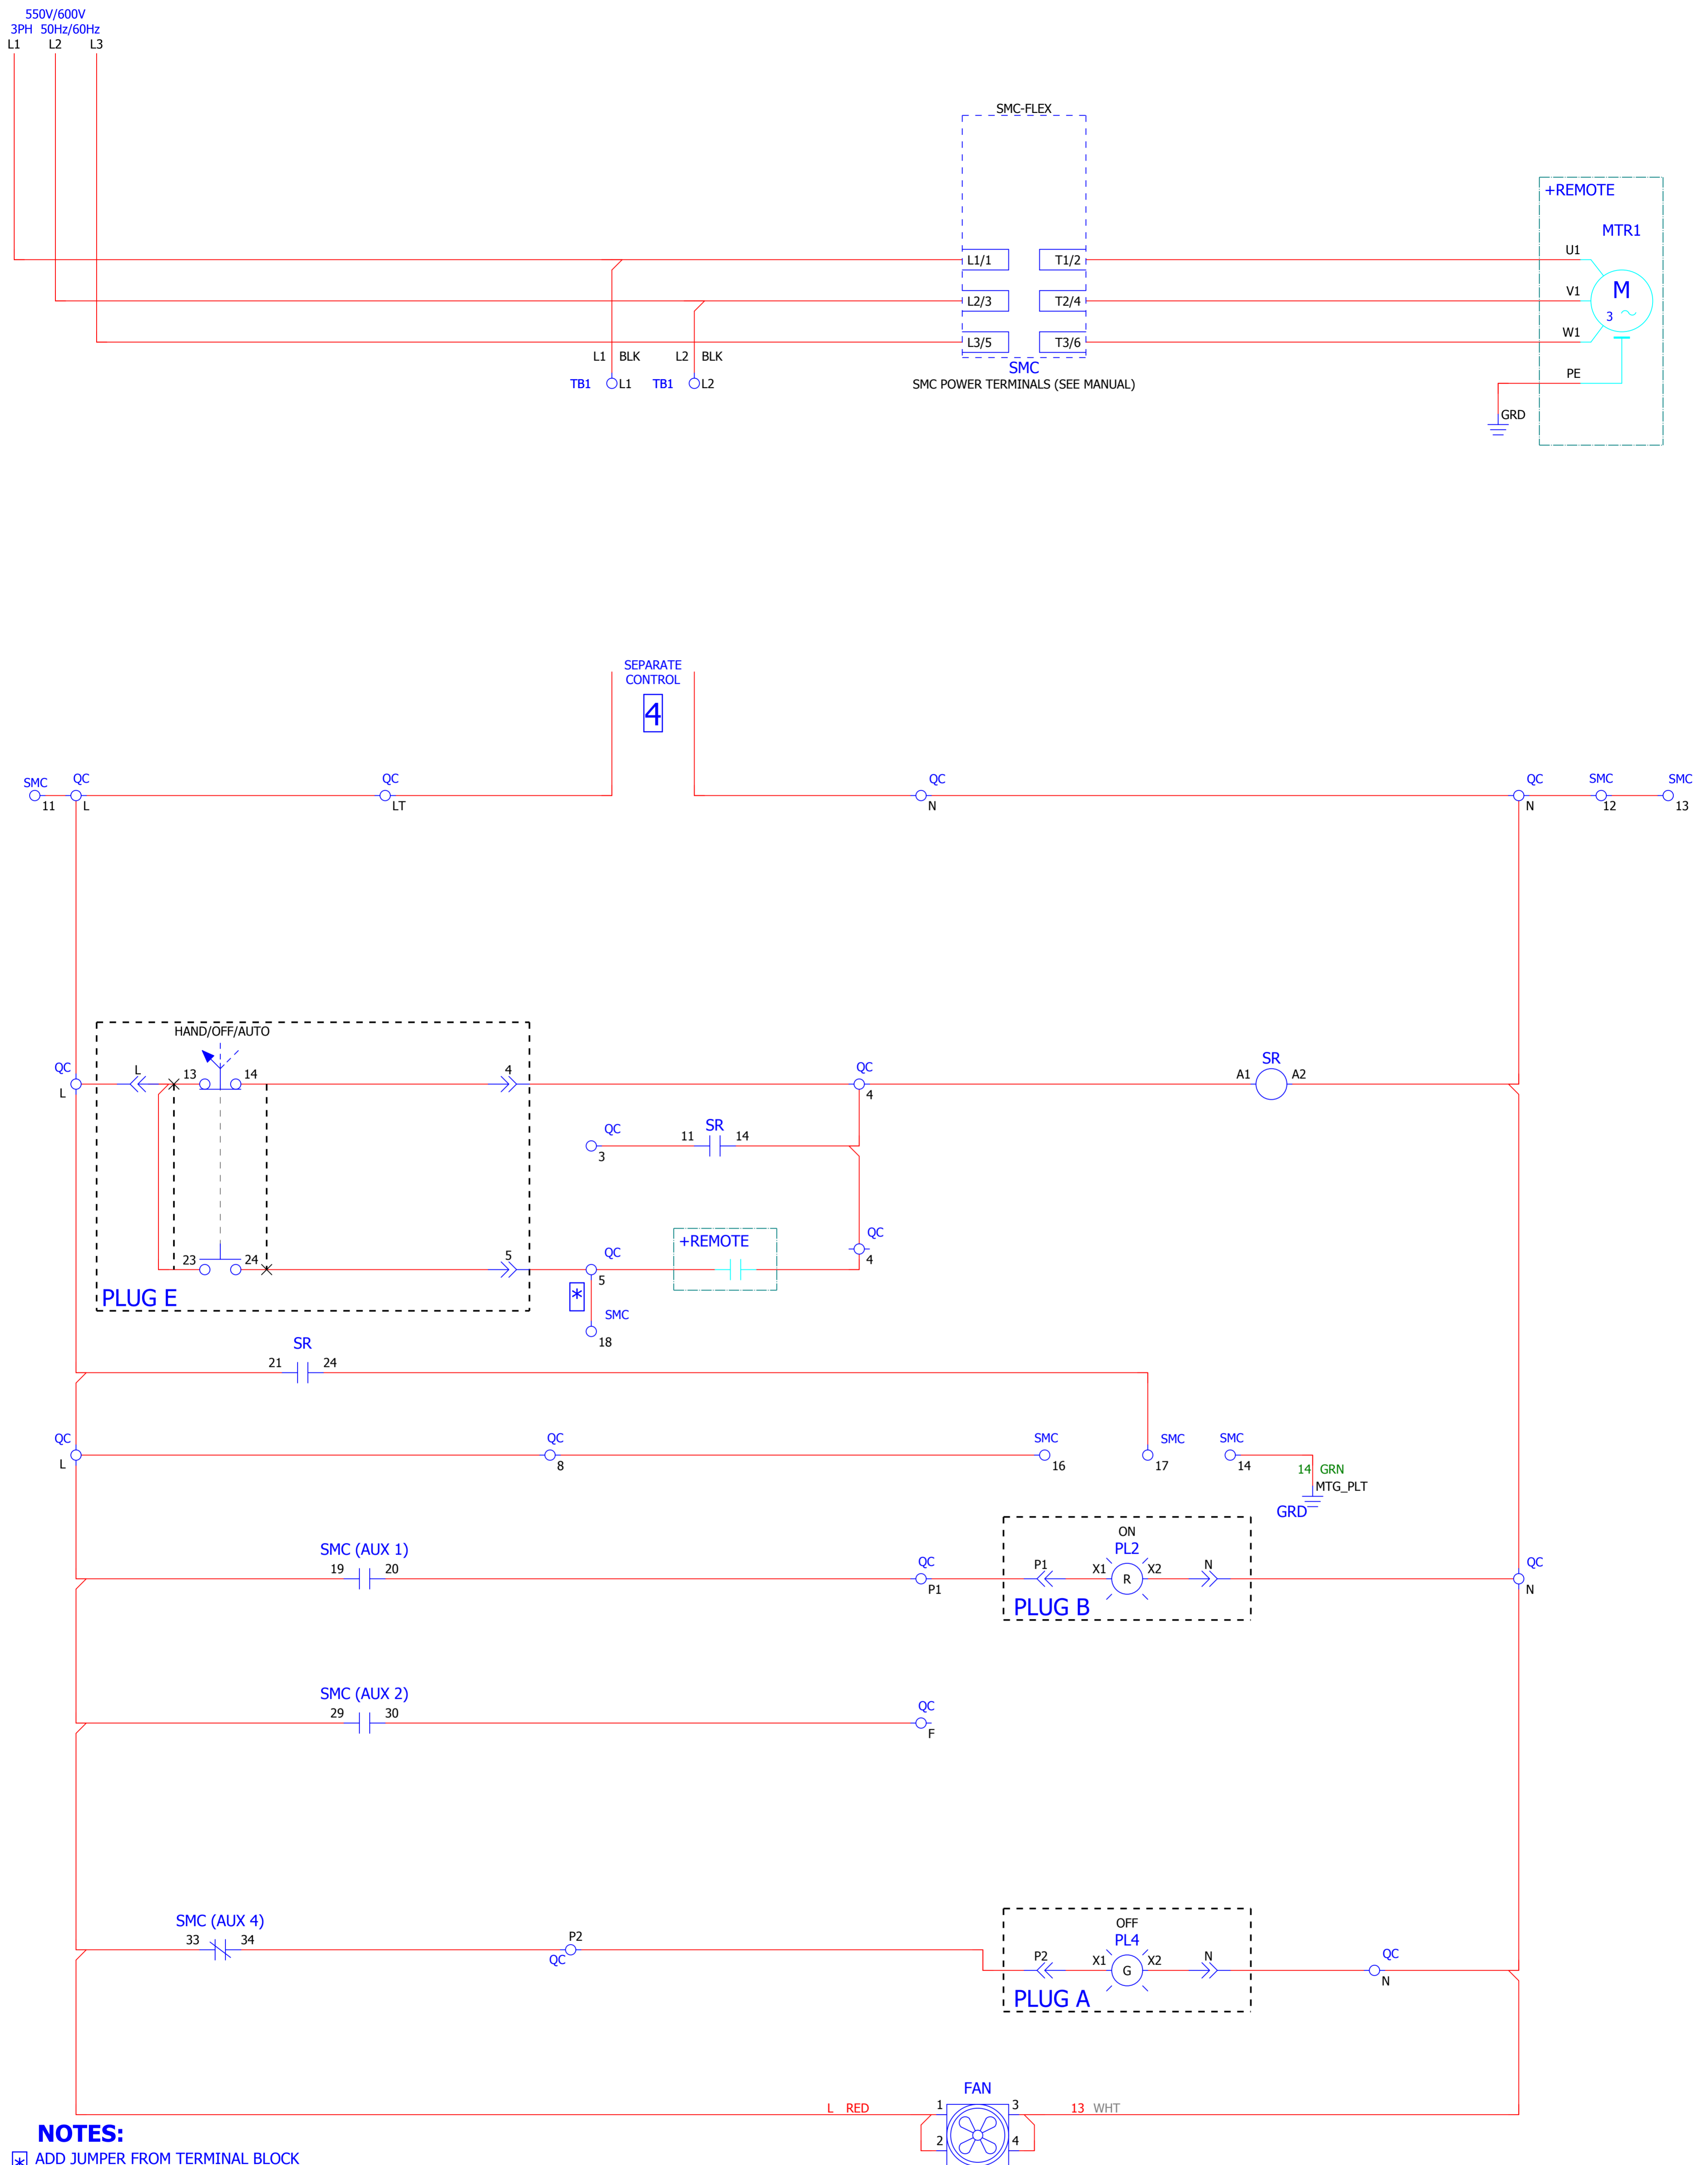 550V/600V
3PH 50Hz/60Hz
L1 L2 L3
SMC-FLEX
+REMOTE
MTR1
L1/1 T1/2 U1
L2/3 T2/4 V1 M
3
L3/5 T3/6 W1
L1 BLK L2 BLK
SMC
PE
TB1 L1 TB1 L2
SMC POWER TERMINALS (SEE MANUAL)
GRD
SEPARATE
CONTROL
4
SMC QC QC QC QC SMC SMC
11 L LT N N 12 13
HAND/OFF/AUTO
QC L 13 14 4 QC SR
L 4 A1 A2
QC 11 SR 14
3
QC
+REMOTE
23 24 5 QC 4
5
PLUG E
*
SMC
18
SR
21 24
QC QC SMC SMC SMC
L 8 16 17 14
14 GRN
MTG_PLT
GRD
ON
SMC (AUX 1) PL2
19 20 QC P1 X1 R X2 N QC
P1 N
PLUG B
SMC (AUX 2)
29 30 QC
F
SMC (AUX 4) OFF
33 34 P2 PL4
QC P2 X1 G X2 N QC
N
PLUG A
FAN
L RED 1 3 13 WHT
2 4
NOTES:
* ADD JUMPER FROM TERMINAL BLOCK